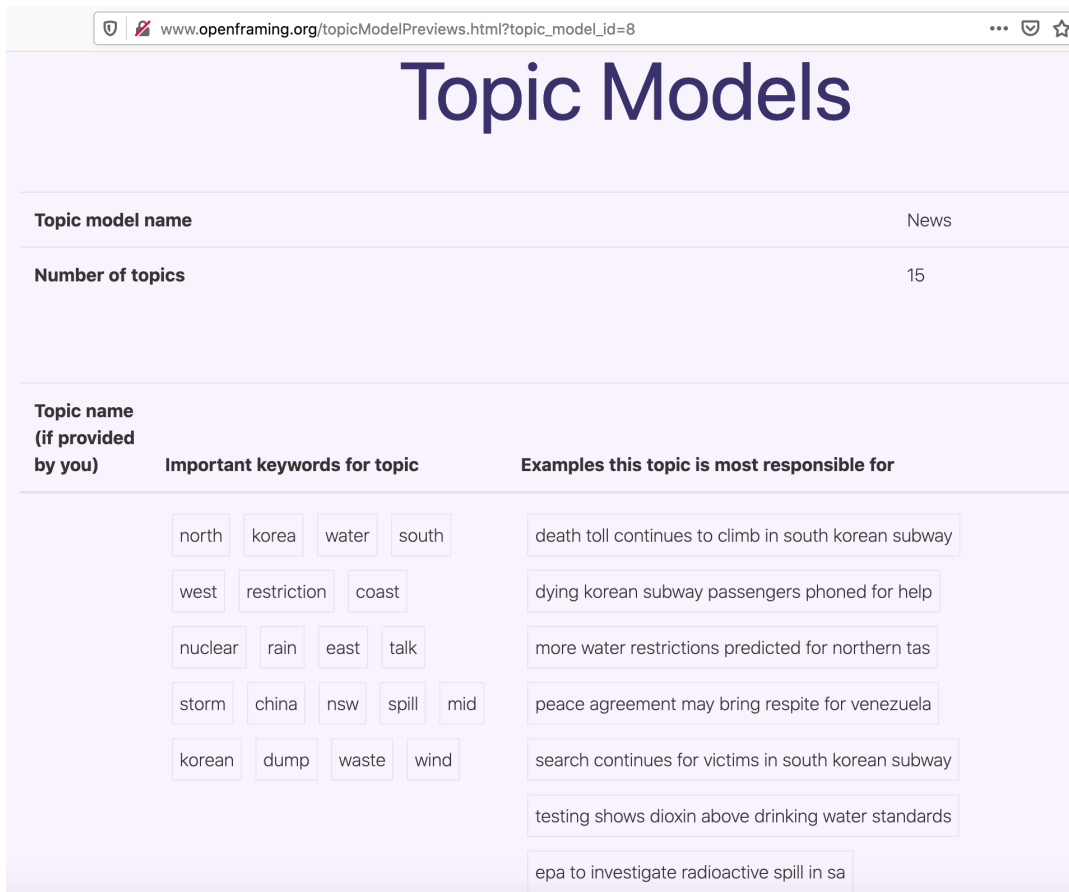 www.openframing.org/topicModelPreviews.html?topic_model_id=8
Topic Models
Topic model name News
Number of topics 15
Topic name
(if provided
by you) Important keywords for topic Examples this topic is most responsible for
north korea water south death toll continues to climb in south korean subway
west restriction coast dying korean subway passengers phoned for help
nuclear rain east talk more water restrictions predicted for northern tas
storm china nsw spill mid peace agreement may bring respite for venezuela
korean dump waste wind search continues for victims in south korean subway
testing shows dioxin above drinking water standards
epa to investigate radioactive spill in sa